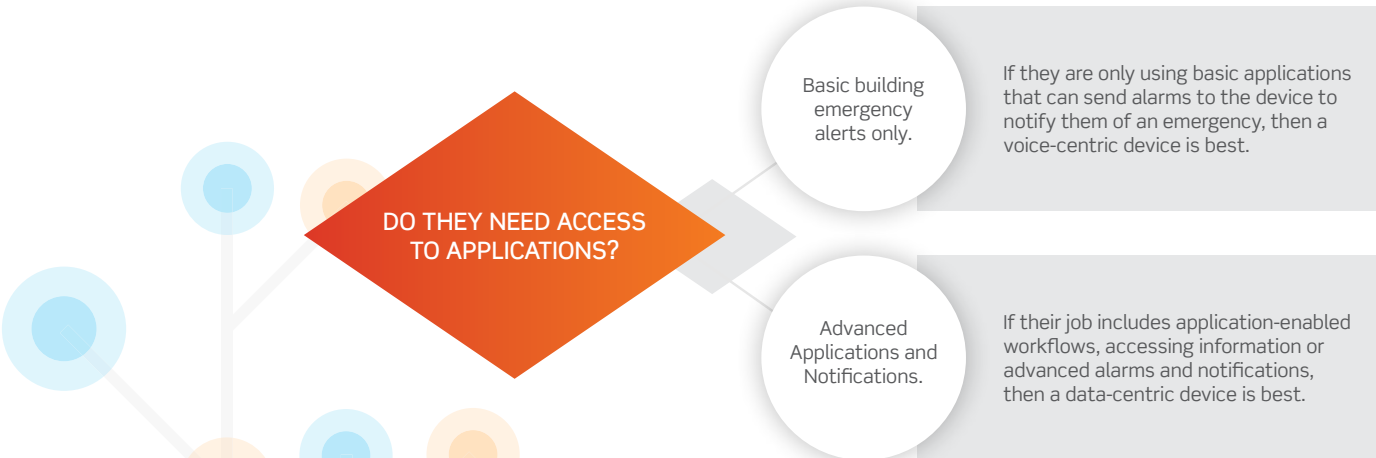 DO THEY NEED ACCESS
TO APPLICATIONS?
Basic building
emergency
alerts only.
If they are only using basic applications
that can send alarms to the device to
notify them of an emergency, then a
voice-centric device is best.
Advanced
Applications and
Notifications.
If their job includes application-enabled
workflows, accessing information or
advanced alarms and notifications,
then a data-centric device is best.